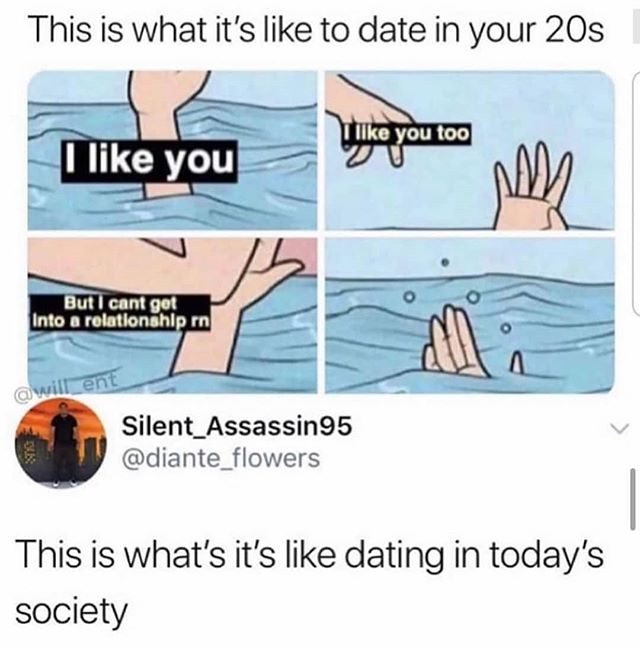 This is what it's like to date in your 20s
I like you
I like you too
But I cant get
Into a relationship rn
@will_ent
Silent_Assassin95
@diante_flowers
This is what's it's like dating in today's
society